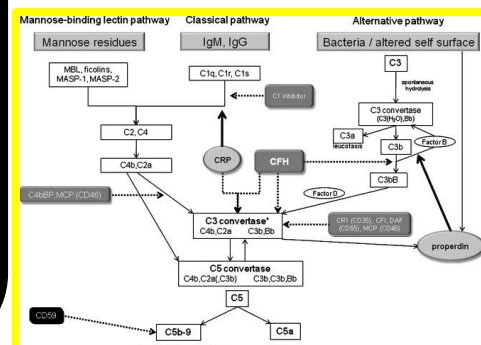 Mannose-binding lectin pathway
Classical pathway
Alternative pathway
Mannose residues
IgM, IgG
Bacteria / altered self surface
MBL, ficolins,
MASP-1, MASP-2
C1q, C1r, C1s
C3
spontaneous
hydrolysis
C1 inhibitor
C3 convertase
(C3(H₂O),Bb)
C2, C4
C3a
leucotaxis
C3b
Factor B
C4b,C2a
CRP
CFH
C3bB
Factor D
C4bBP, MCP (CD46)
C3 convertase*
C4b,C2a
C3b,Bb
CR1 (CD35), CFI, DAF
(CD55), MCP (CD46)
properdin
C5 convertase
C4b,C2a(,C3b)
C3b,C3b,Bb
C5
CD59
C5b-9
C5a